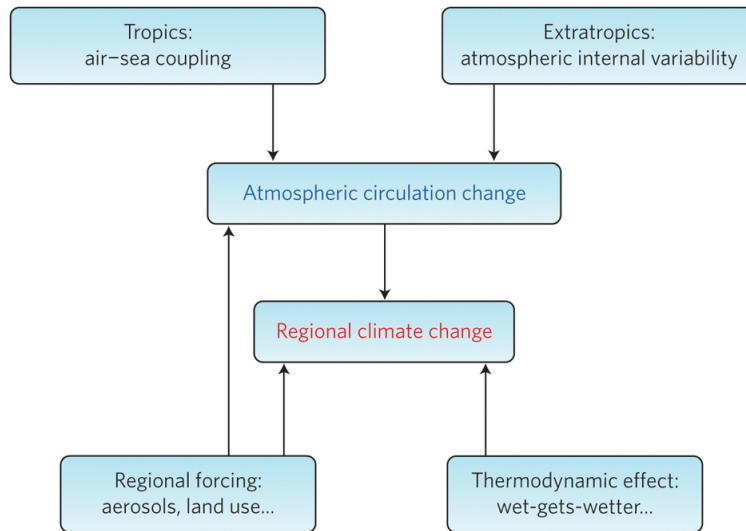 Tropics:
air–sea coupling
Extratropics:
atmospheric internal variability
Atmospheric circulation change
Regional climate change
Regional forcing:
aerosols, land use...
Thermodynamic effect:
wet-gets-wetter...